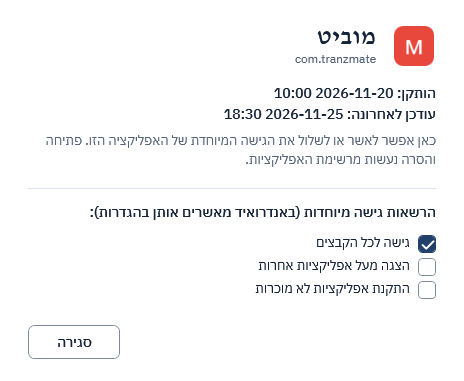 מוביט
M
com.tranzmate
הותקן: 2026-11-20 10:00
עודכן לאחרונה: 2026-11-25 18:30
כאן אפשר לאשר או לשלול את הגישה המיוחדת של האפליקציה הזו. פתיחה
והסרה נעשות מרשימת האפליקציות.
הרשאות גישה מיוחדות (באנדרואיד מאשרים אותן בהגדרות):
גישה לכל הקבצים
הצגה מעל אפליקציות אחרות
התקנת אפליקציות לא מוכרות
סגירה